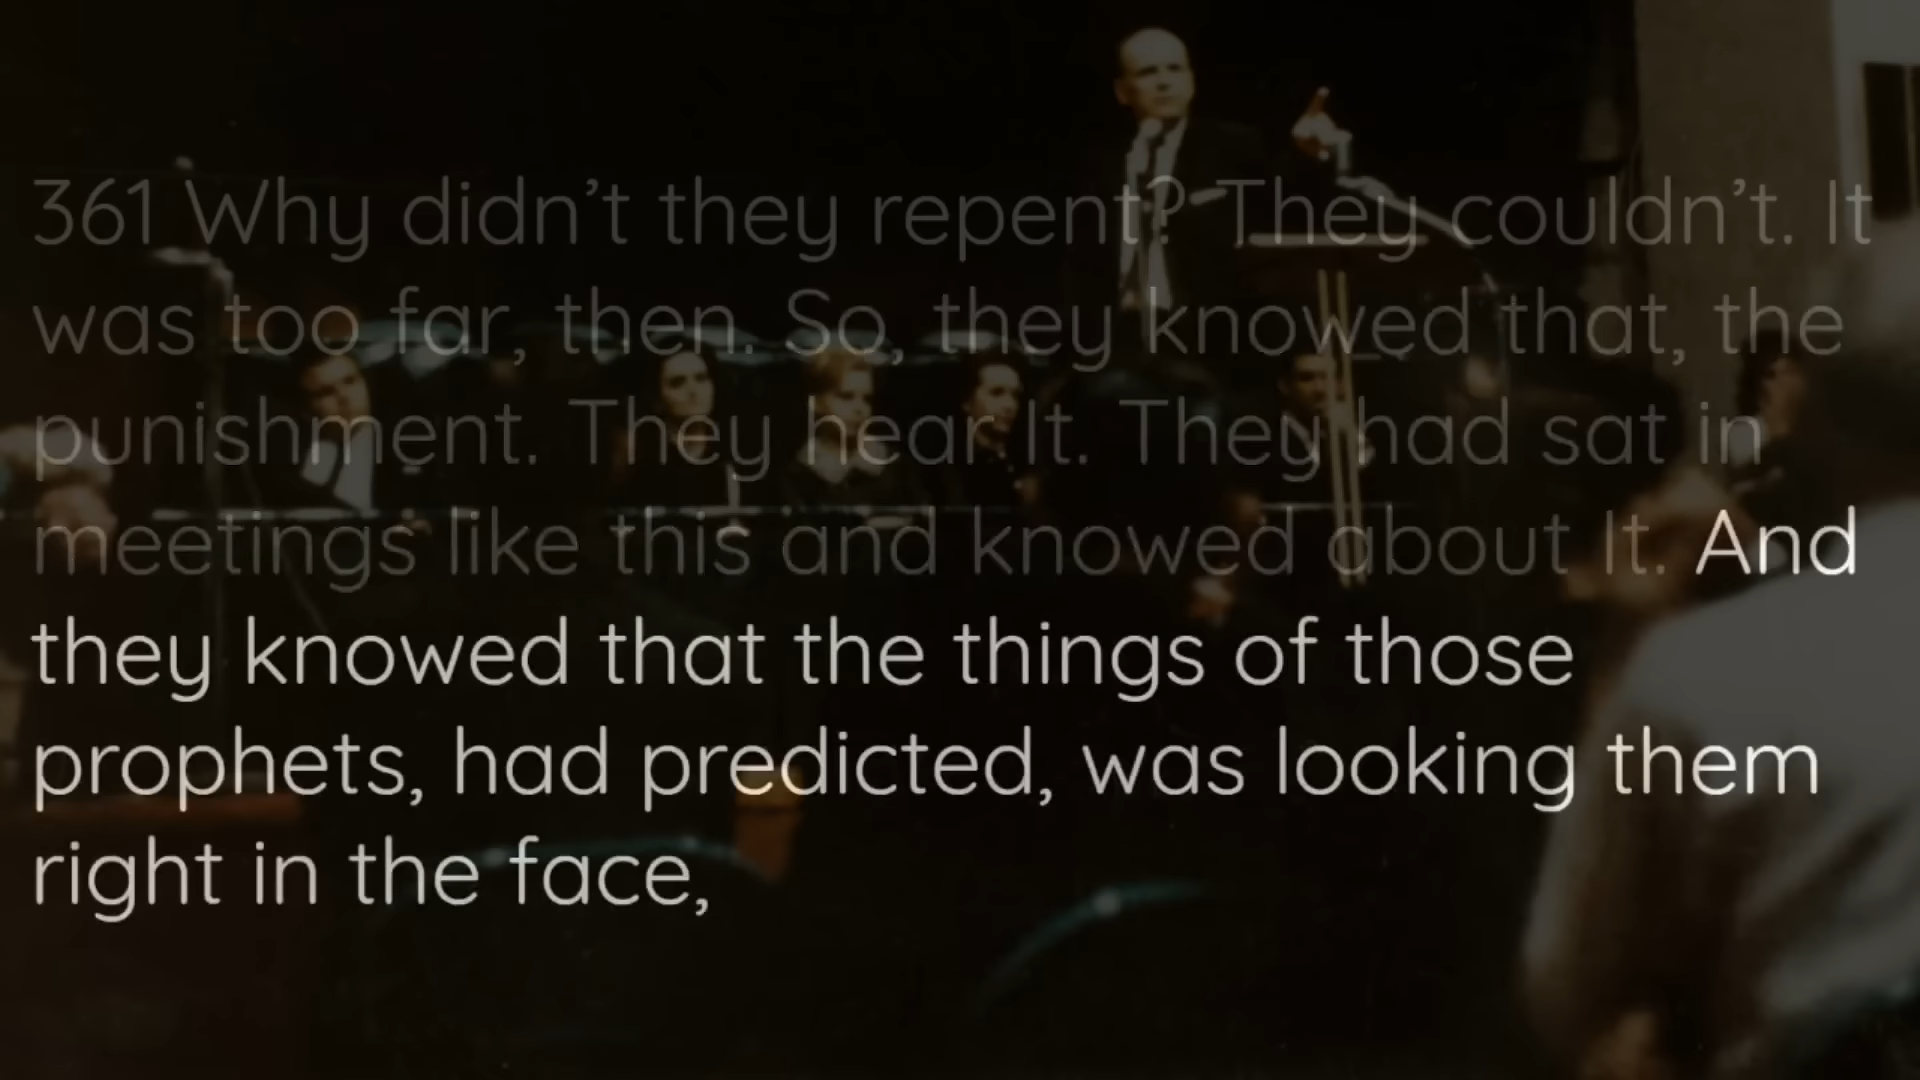 361 Why didn’t they repent? They couldn’t. It
was too far, then. So, they knowed that, the
punishment. They hear It. They had sat in
meetings like this and knowed about It. And
they knowed that the things of those
prophets, had predicted, was looking them
right in the face,